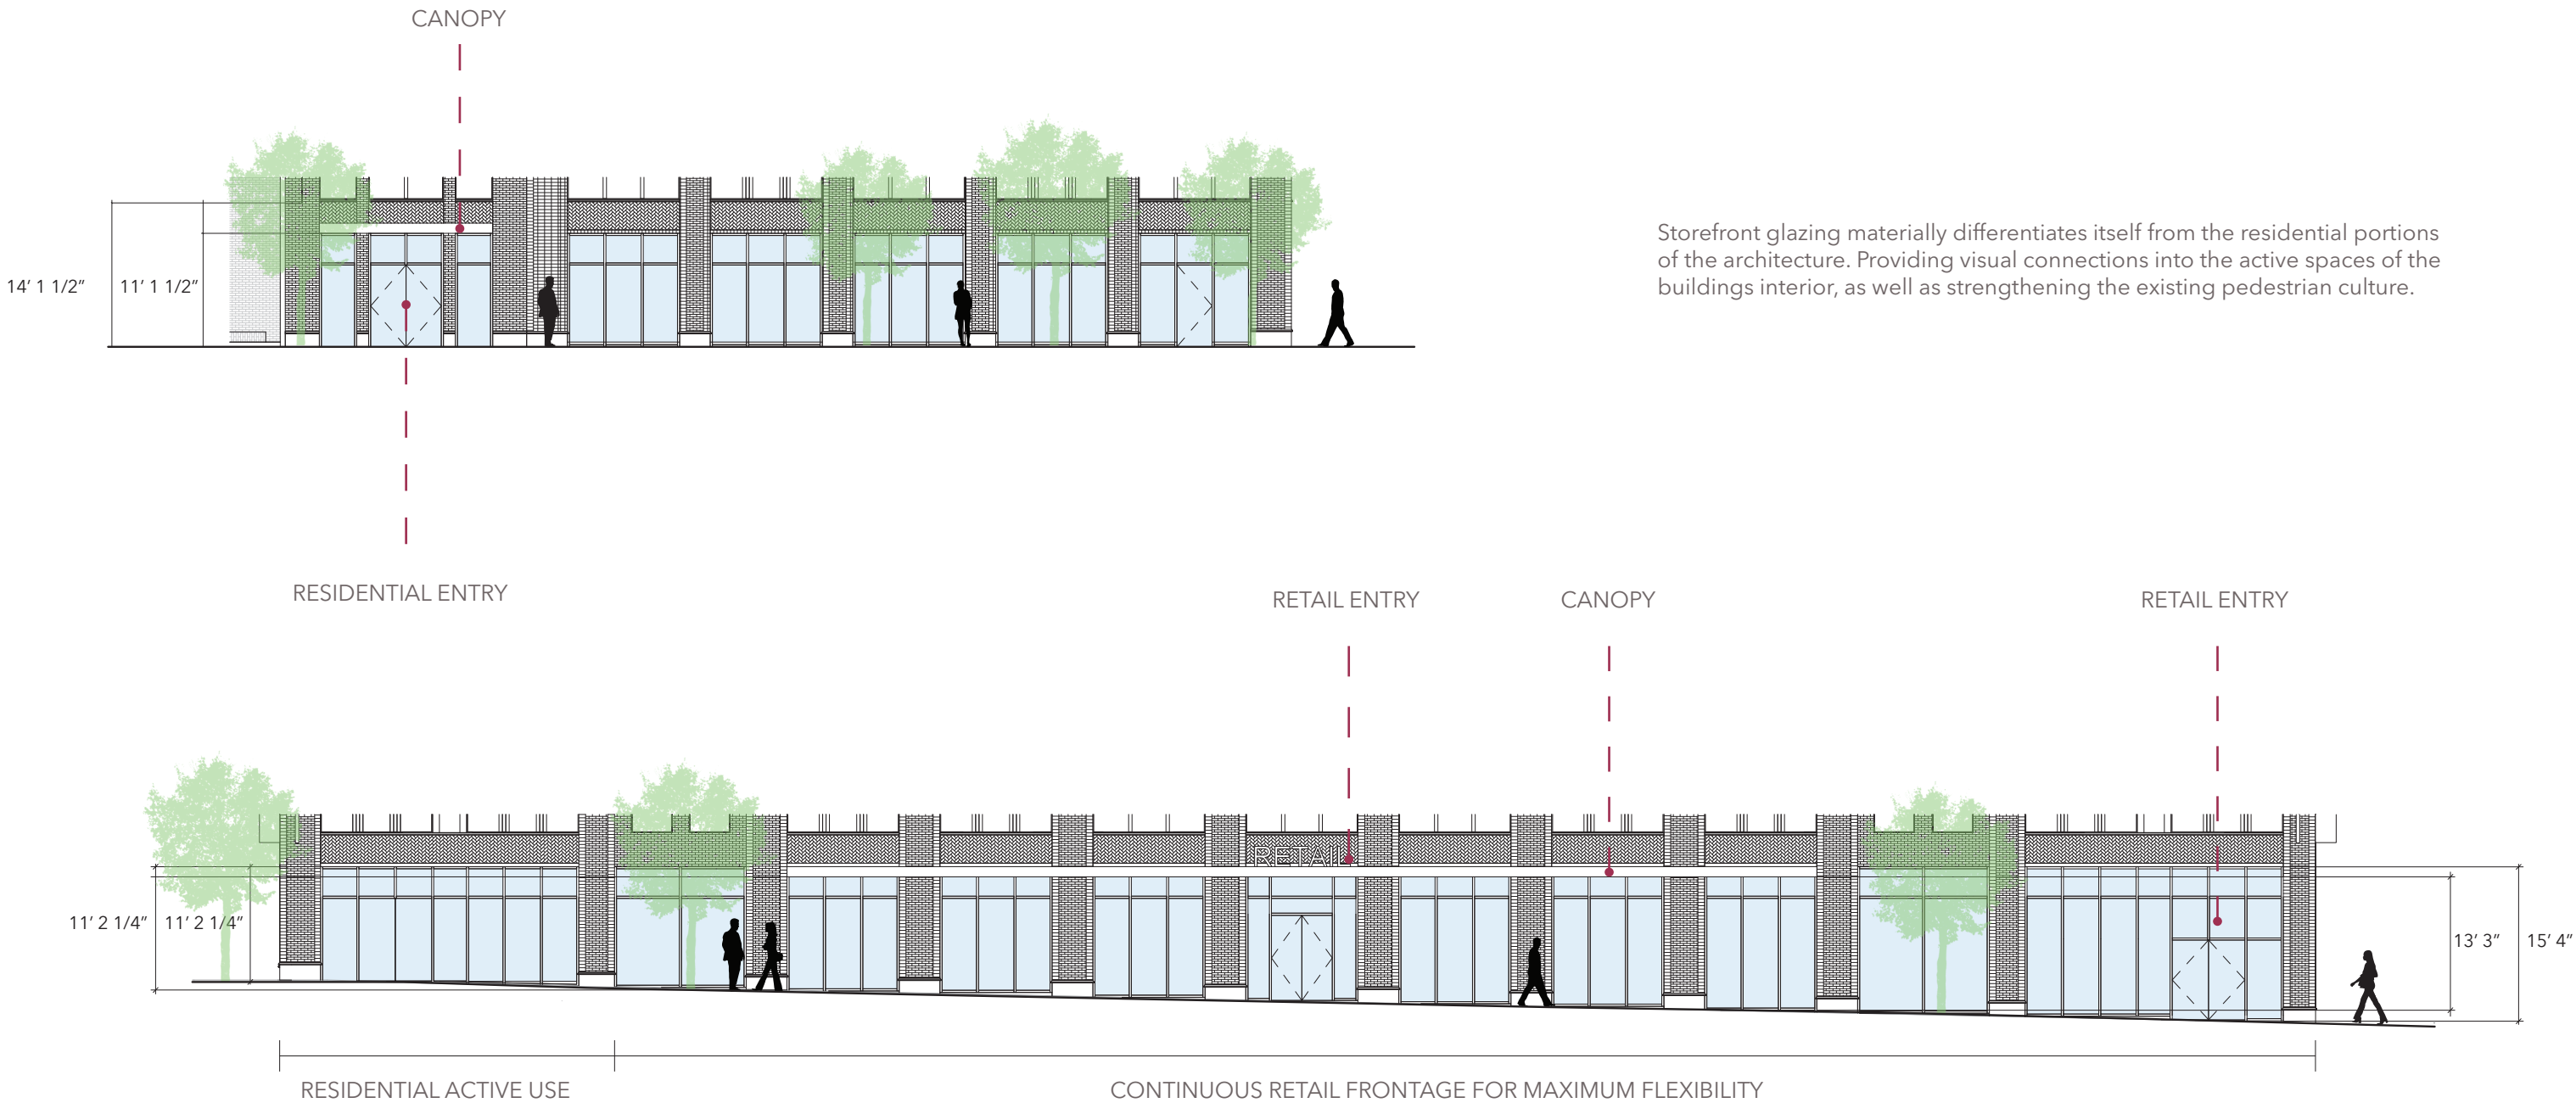 CANOPY
Storefront glazing materially differentiates itself from the residential portions
of the architecture. Providing visual connections into the active spaces of the
buildings interior, as well as strengthening the existing pedestrian culture.
14’ 1 1/2”
11’ 1 1/2”
RESIDENTIAL ENTRY
RETAIL ENTRY
CANOPY
RETAIL ENTRY
RETAIL
11’ 2 1/4”
11’ 2 1/4”
13’ 3”
15’ 4”
RESIDENTIAL ACTIVE USE
CONTINUOUS RETAIL FRONTAGE FOR MAXIMUM FLEXIBILITY